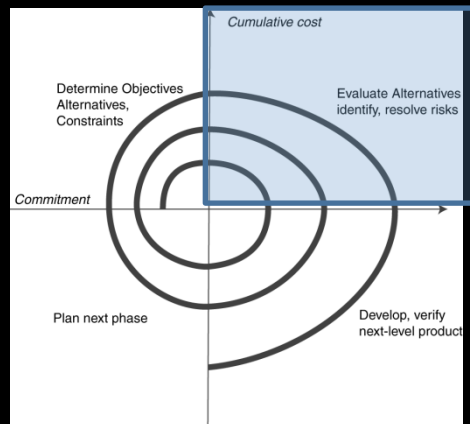 Cumulative cost
Determine Objectives
Alternatives,
Constraints
Evaluate Alternatives
identify, resolve risks
Commitment
Plan next phase
Develop, verify
next-level product